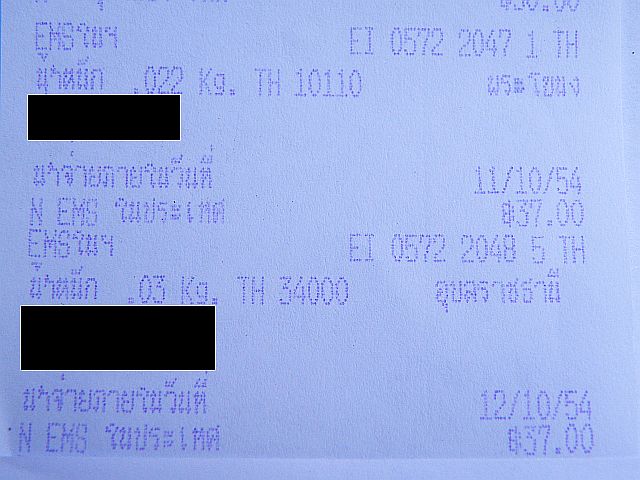 EMSในฯ EI 0572 2047 1 TH
น้ำหนัก .022 Kg. TH 10110 พระโขนง
นำจ่ายภายในวันที่ 11/10/54
N EMS ในประเทศ ฿37.00
EMSในฯ EI 0572 2048 5 TH
น้ำหนัก .03 Kg. TH 34000 อุบลราชธานี
นำจ่ายภายในวันที่ 12/10/54
N EMS ในประเทศ ฿37.00